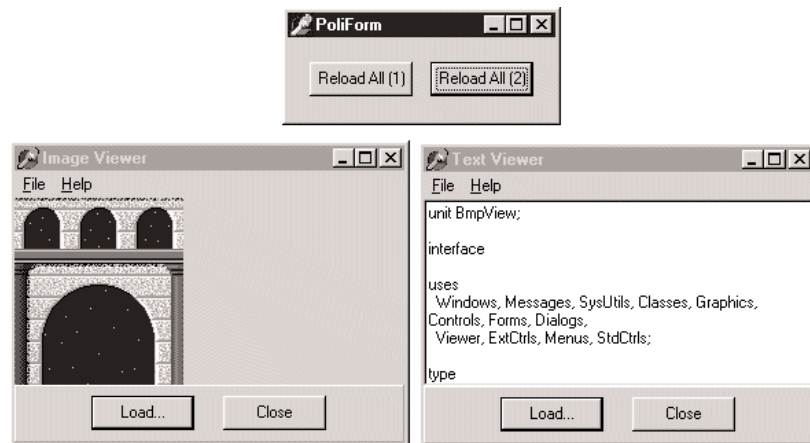 PoliForm
Reload All (1)
Reload All (2)
Image Viewer
File Help
Load...
Close
Text Viewer
File Help
unit BmpView;
interface
uses
Windows, Messages, SysUtils, Classes, Graphics,
Controls, Forms, Dialogs,
Viewer, ExtCtrls, Menus, StdCtrls;
type
Load...
Close